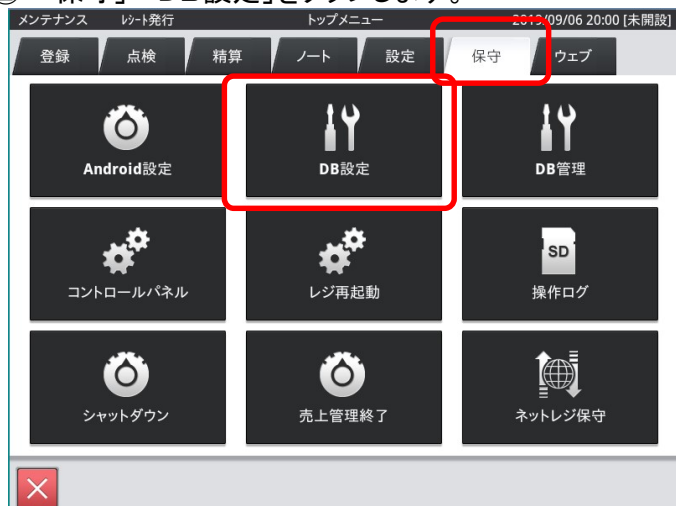 保守」 DB設定」をタップします。
メンテナンス ﾚｼｰﾄ発行 トップメニュー 2019/09/06 20:00 [未開設]
登録 点検 精算 ノート 設定 保守 ウェブ
Android設定 DB設定 DB管理
コントロールパネル レジ再起動 SD 操作ログ
シャットダウン 売上管理終了 ネットレジ保守